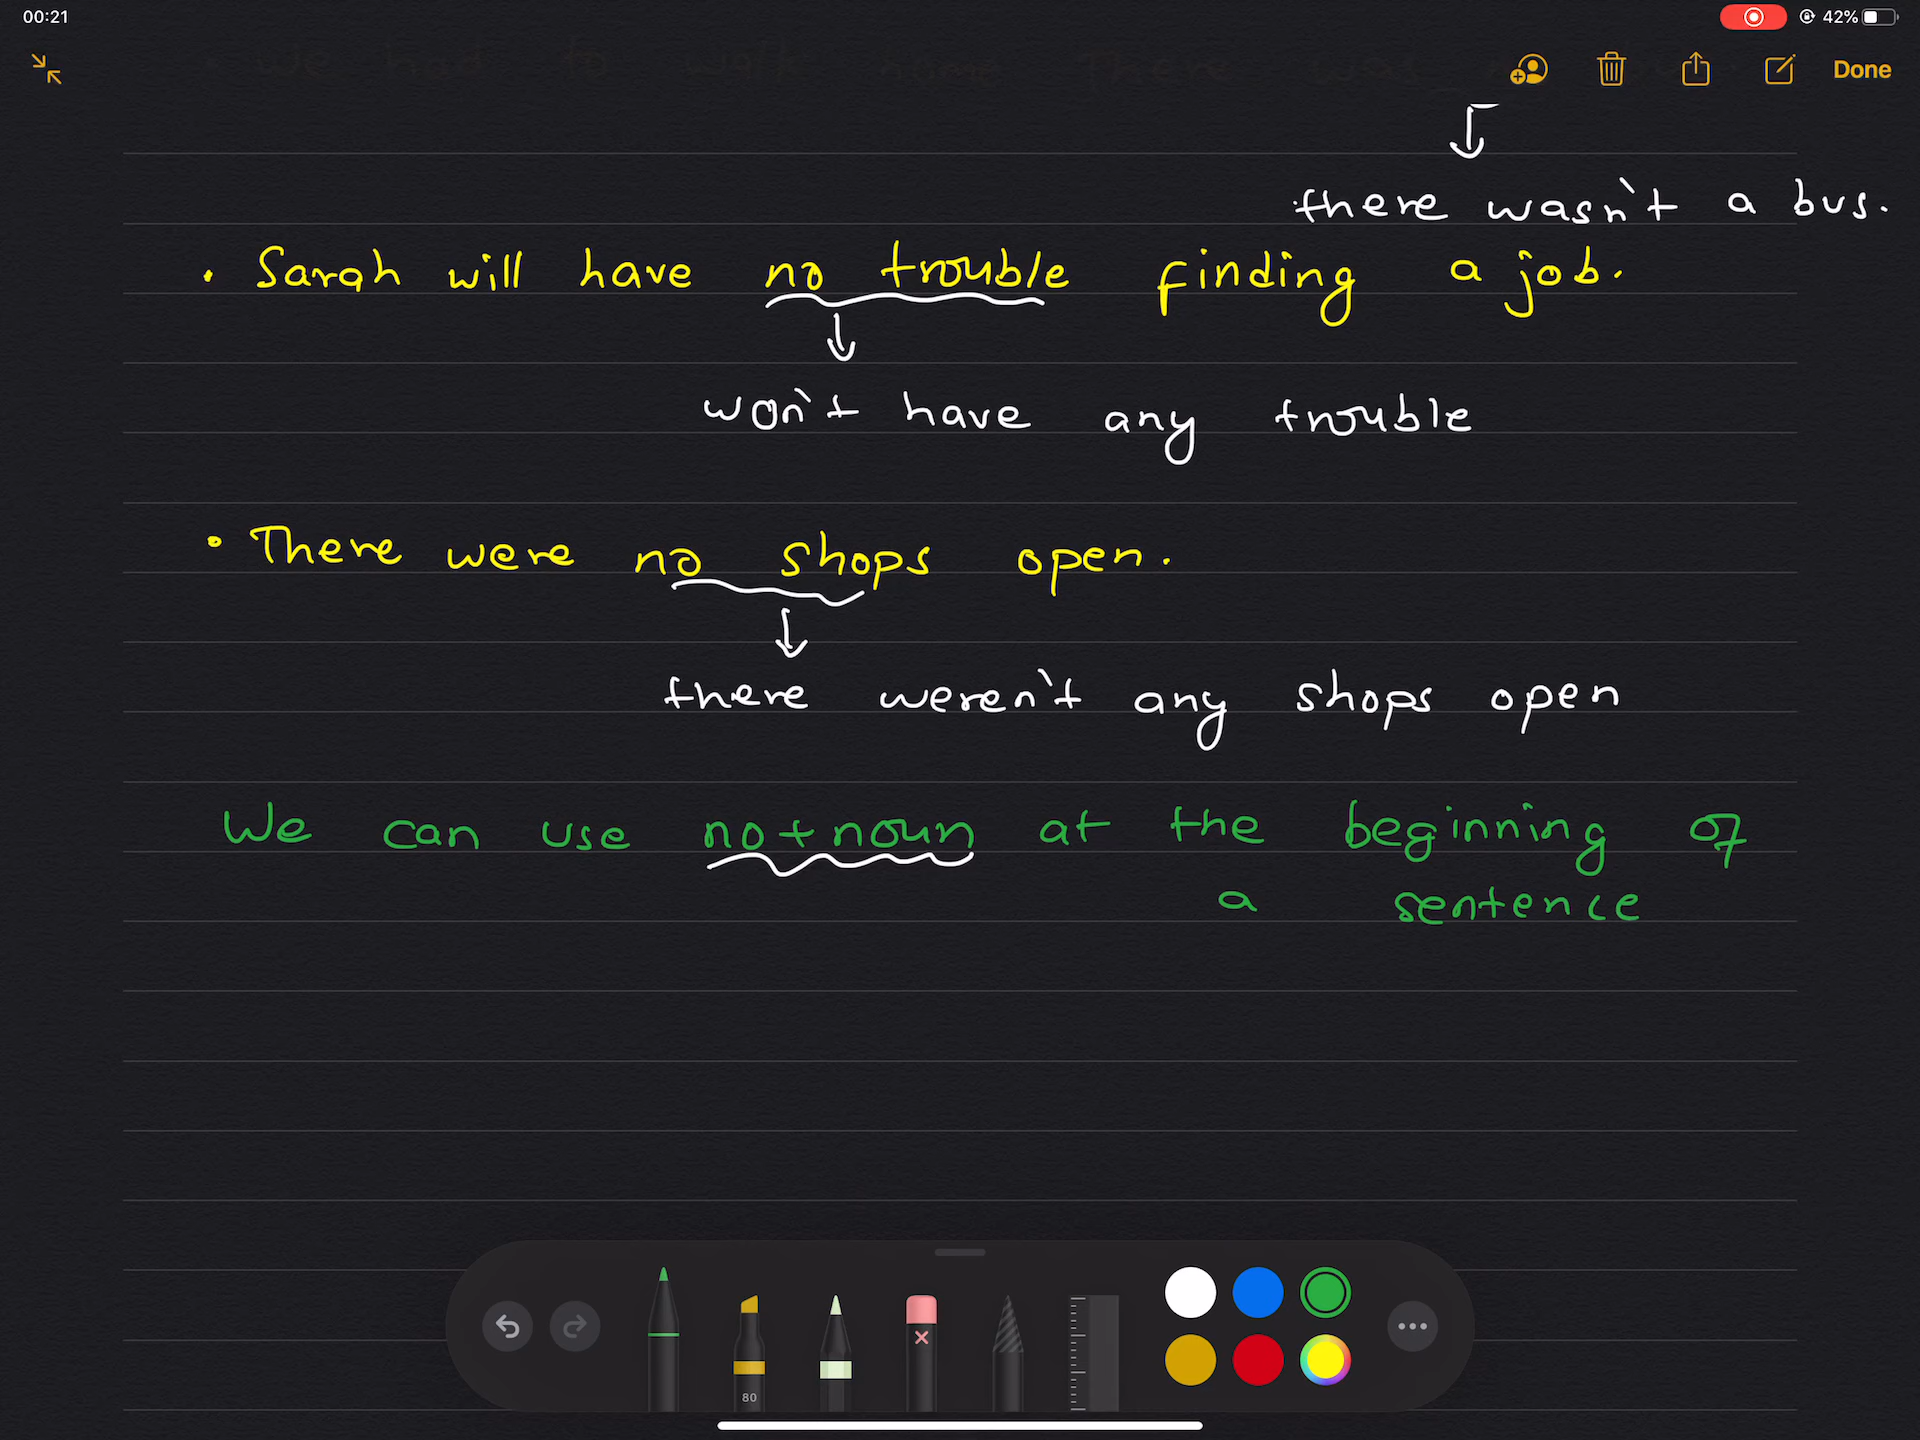 00:21
42%
Done
there wasn't a bus.
• Sarah will have no trouble finding a job.
won't have any trouble
• There were no shops open.
there weren't any shops open
We can use no+noun at the beginning of
a sentence
80